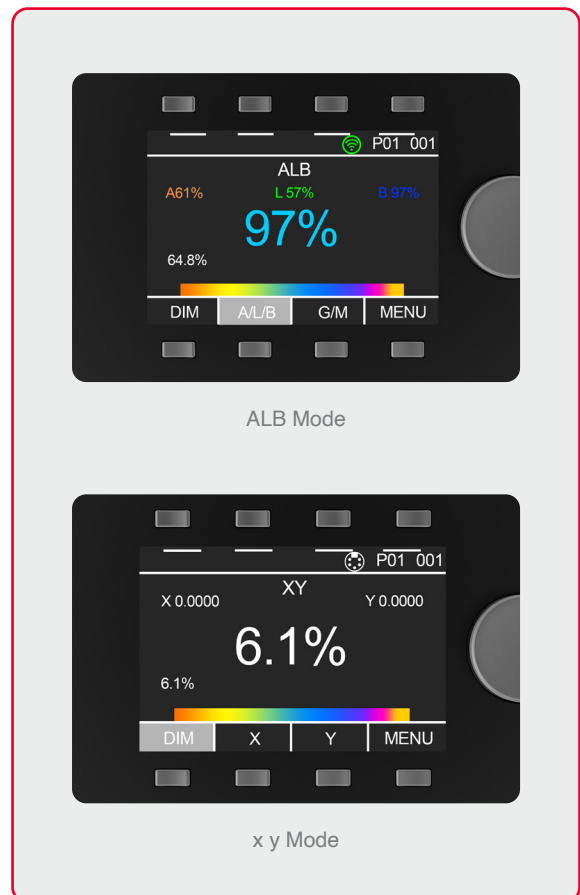 P01 001
ALB
A61% L 57% B 97%
97%
64.8%
DIM A/L/B G/M MENU
ALB Mode
P01 001
XY
X 0.0000 Y 0.0000
6.1%
6.1%
DIM X Y MENU
x y Mode